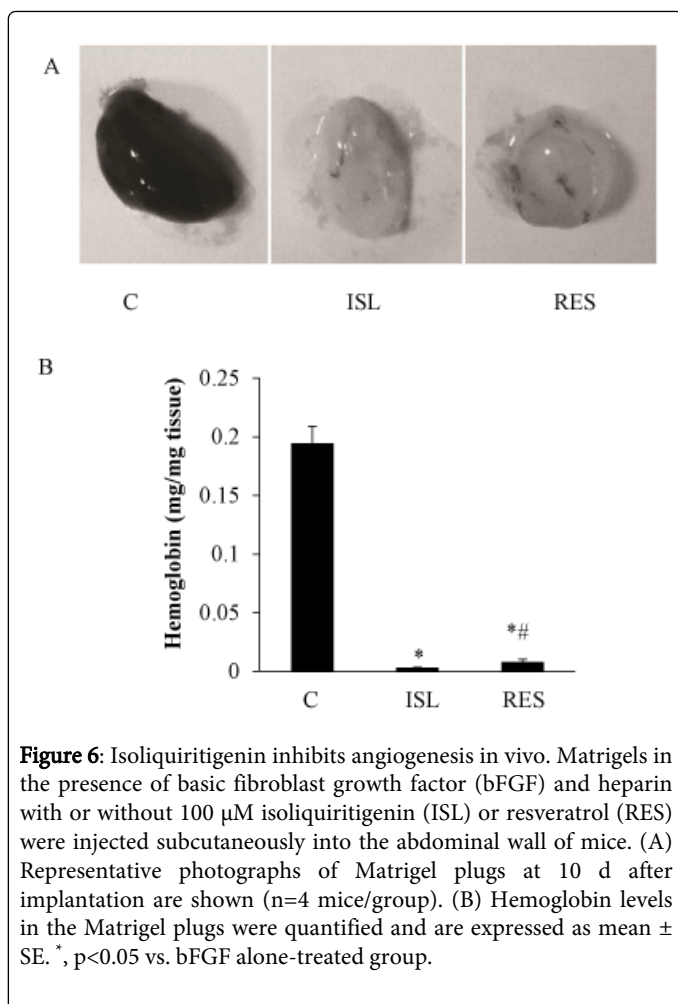 A
C ISL RES
B
Hemoglobin (mg/mg tissue)
0.25
0.2
0.15
0.1
0.05
0
*
*#
C ISL RES
Figure 6: Isoliquiritigenin inhibits angiogenesis in vivo. Matrigels in
the presence of basic fibroblast growth factor (bFGF) and heparin
with or without 100 μM isoliquiritigenin (ISL) or resveratrol (RES)
were injected subcutaneously into the abdominal wall of mice. (A)
Representative photographs of Matrigel plugs at 10 d after
implantation are shown (n=4 mice/group). (B) Hemoglobin levels
in the Matrigel plugs were quantified and are expressed as mean ±
SE. *, p<0.05 vs. bFGF alone-treated group.